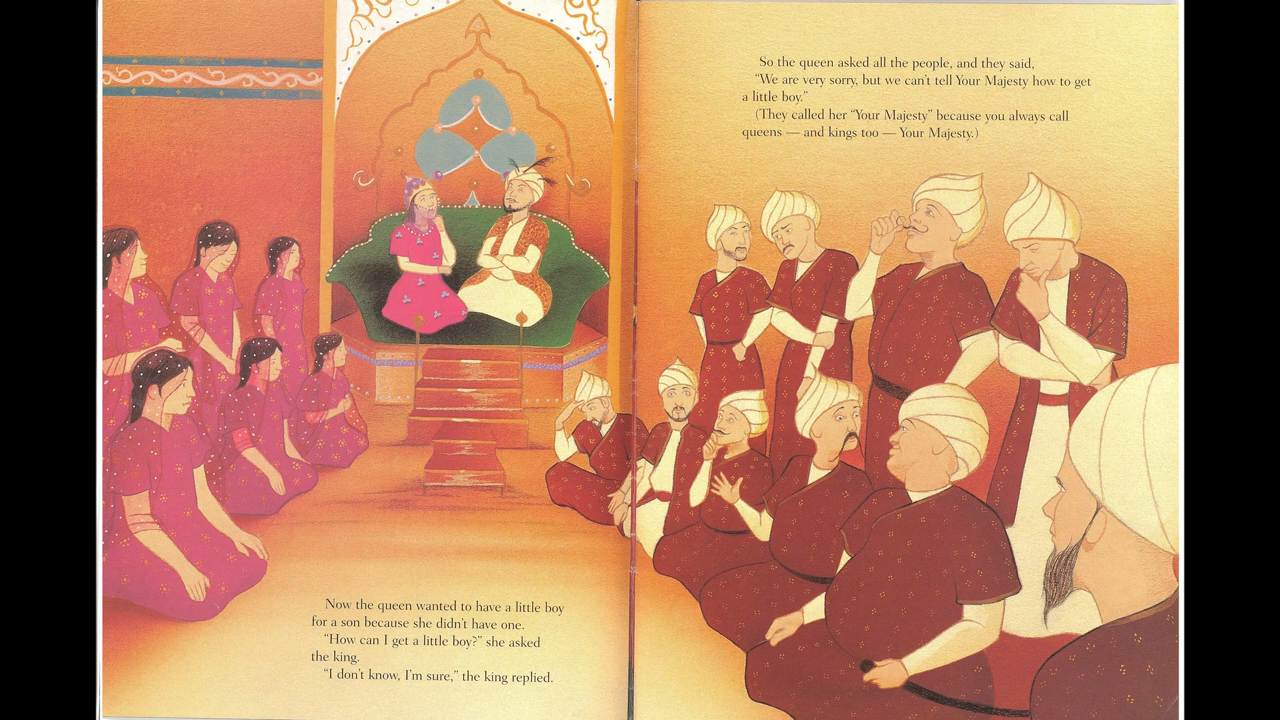 Now the queen wanted to have a little boy
for a son because she didn't have one.
"How can I get a little boy?" she asked
the king.
"I don't know, I'm sure," the king replied.
So the queen asked all the people, and they said,
"We are very sorry, but we can't tell Your Majesty how to get
a little boy."
(They called her "Your Majesty" because you always call
queens — and kings too — Your Majesty.)